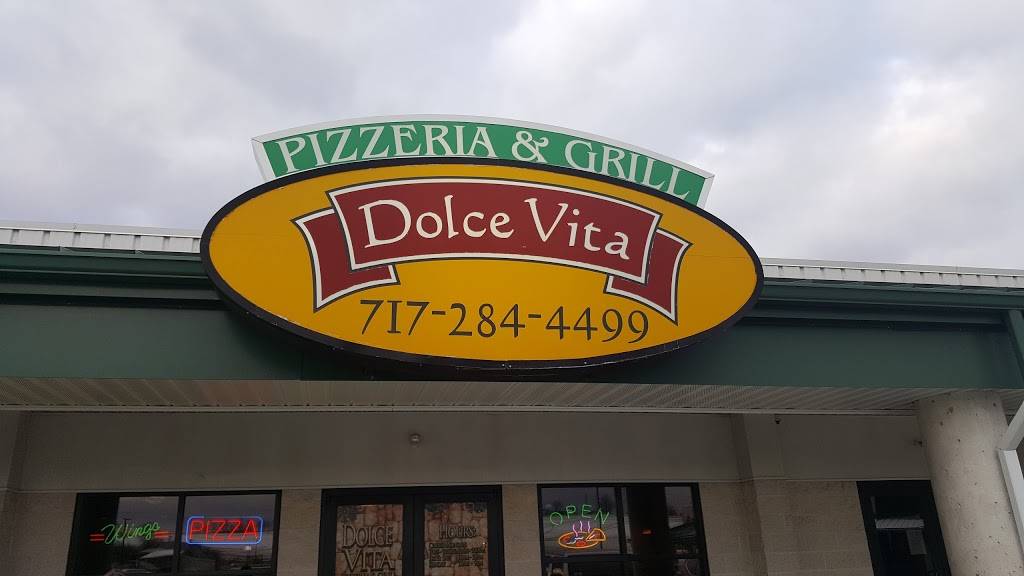 PIZZERIA & GRILL
Dolce Vita
717-284-4499
Wings
PIZZA
DOLCE
VITA
HOURS
OPEN